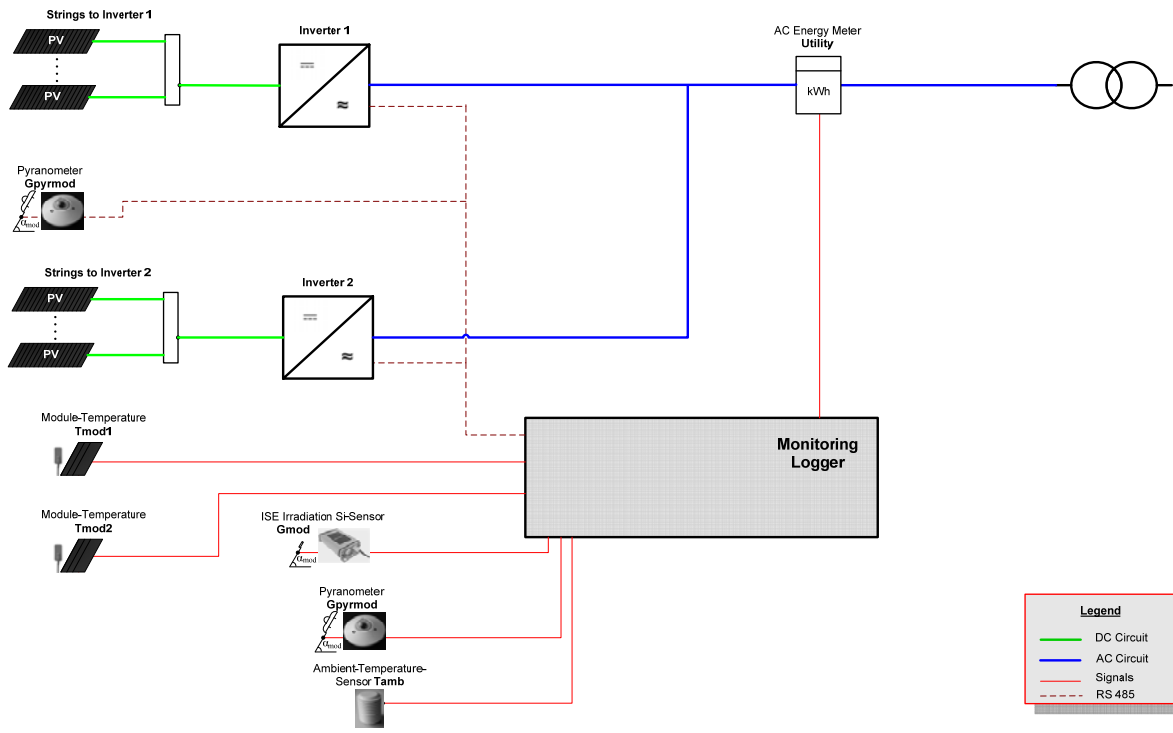 Strings to Inverter 1
PV
PV
Inverter 1
AC Energy Meter
Utility
kWh
Pyranometer
Gpyrmod
αmod
Strings to Inverter 2
PV
PV
Inverter 2
Module-Temperature
Tmod1
Monitoring
Logger
Module-Temperature
Tmod2
ISE Irradiation Si-Sensor
Gmod
αmod
Pyranometer
Gpyrmod
αmod
Ambient-Temperature-
Sensor Tamb
Legend
DC Circuit
AC Circuit
Signals
RS 485